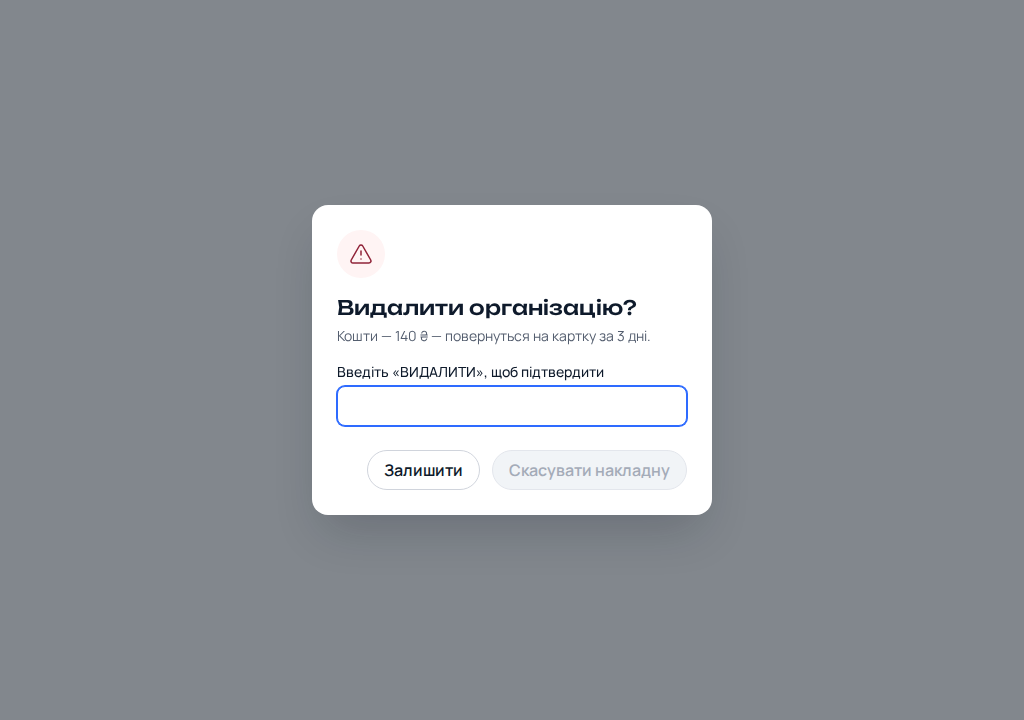 Видалити організацію?
Кошти — 140 ₴ — повернуться на картку за 3 дні.
Введіть «ВИДАЛИТИ», щоб підтвердити
Залишити
Скасувати накладну